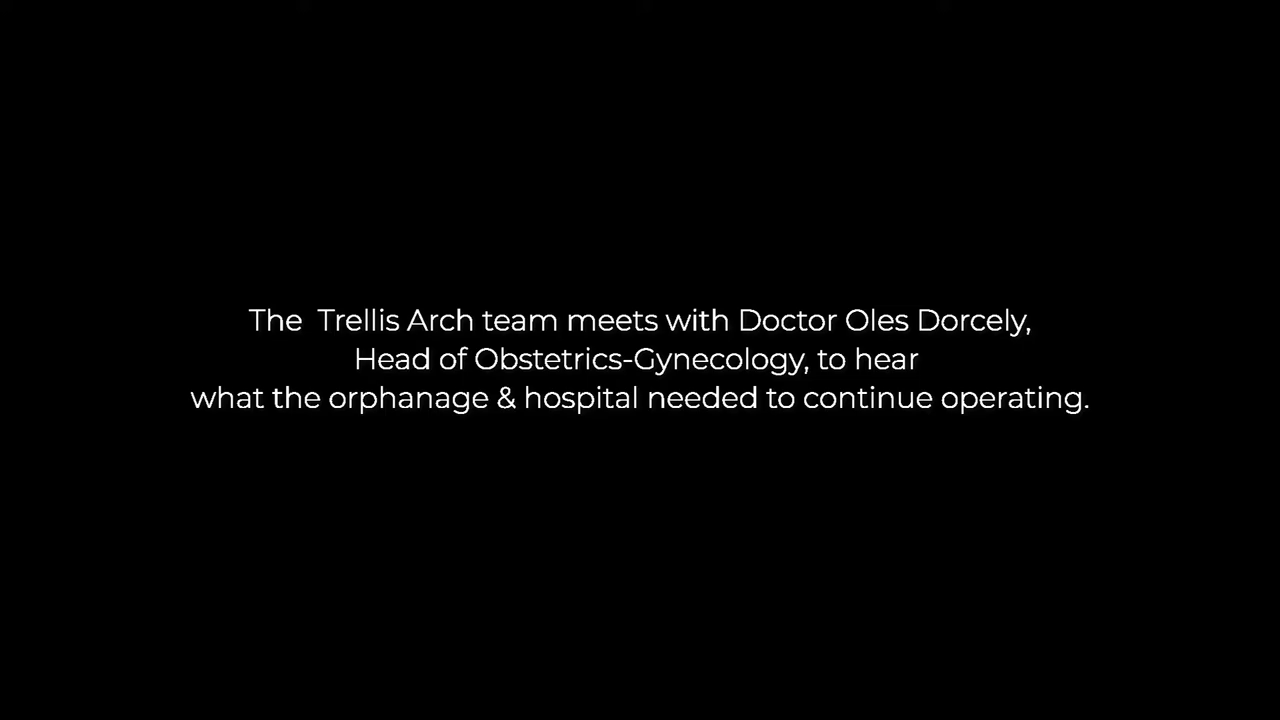 The  Trellis Arch team meets with Doctor Oles Dorcely,
Head of Obstetrics-Gynecology, to hear
what the orphanage & hospital needed to continue operating.